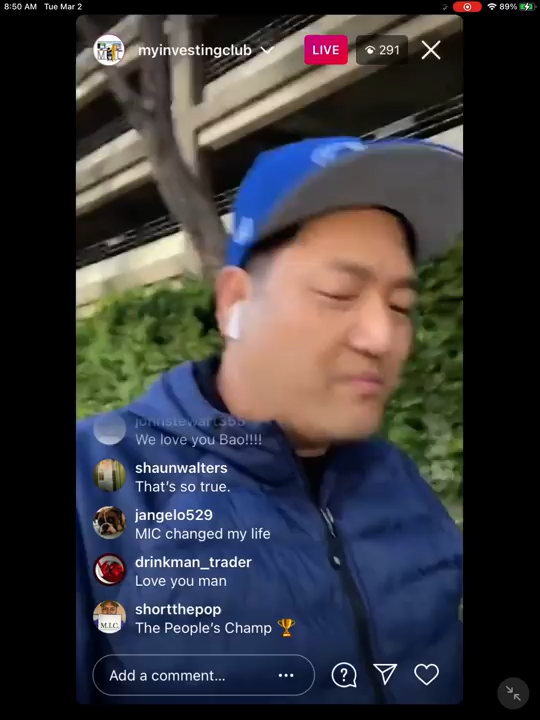 8:50 AM Tue Mar 2
89%
myinvestingclub
LIVE
291
johnstewart365
We love you Bao!!!!
shaunwalters
That's so true.
jangelo529
MIC changed my life
drinkman_trader
Love you man
shortthepop
The People's Champ
M.I.C.
Add a comment...